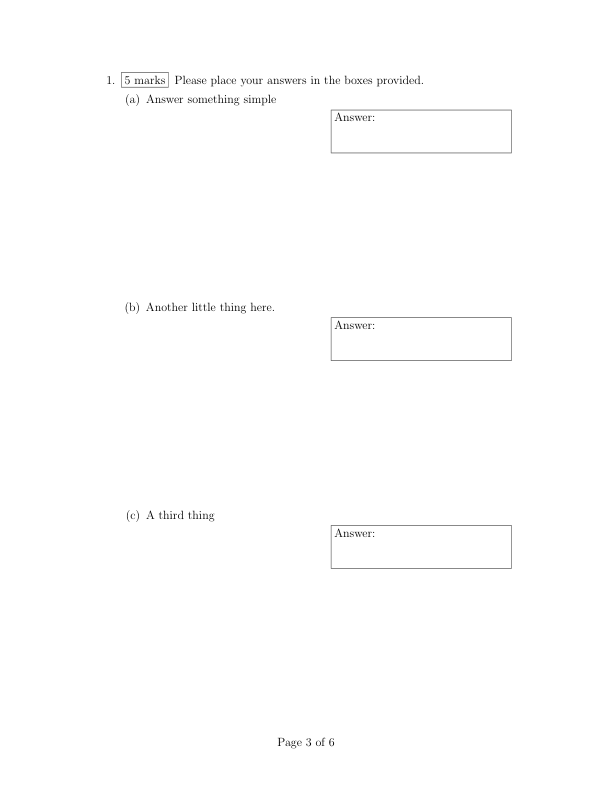 1. 5 marks Please place your answers in the boxes provided.
(a) Answer something simple
Answer:
(b) Another little thing here.
Answer:
(c) A third thing
Answer:
Page 3 of 6